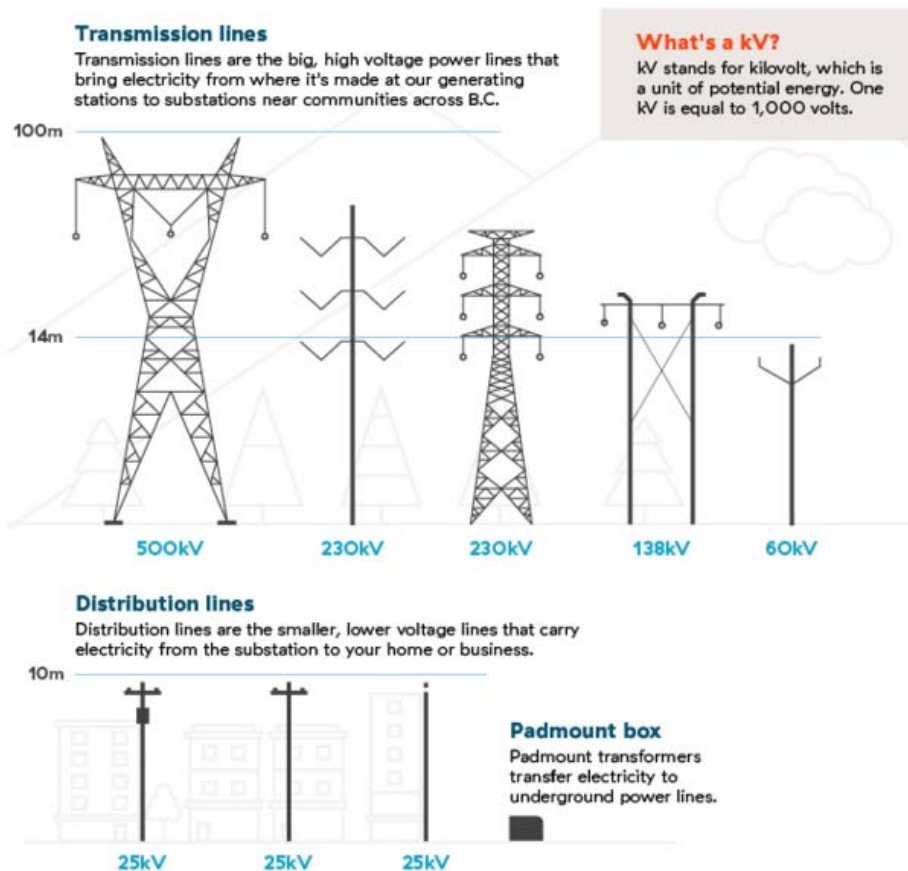 Transmission lines
Transmission lines are the big, high voltage power lines that
bring electricity from where it's made at our generating
stations to substations near communities across B.C.
What's a kV?
kV stands for kilovolt, which is
a unit of potential energy. One
kV is equal to 1,000 volts.
100m
14m
500kV
230kV
230kV
138kV
60kV
Distribution lines
Distribution lines are the smaller, lower voltage lines that carry
electricity from the substation to your home or business.
10m
Padmount box
Padmount transformers
transfer electricity to
underground power lines.
25kV
25kV
25kV